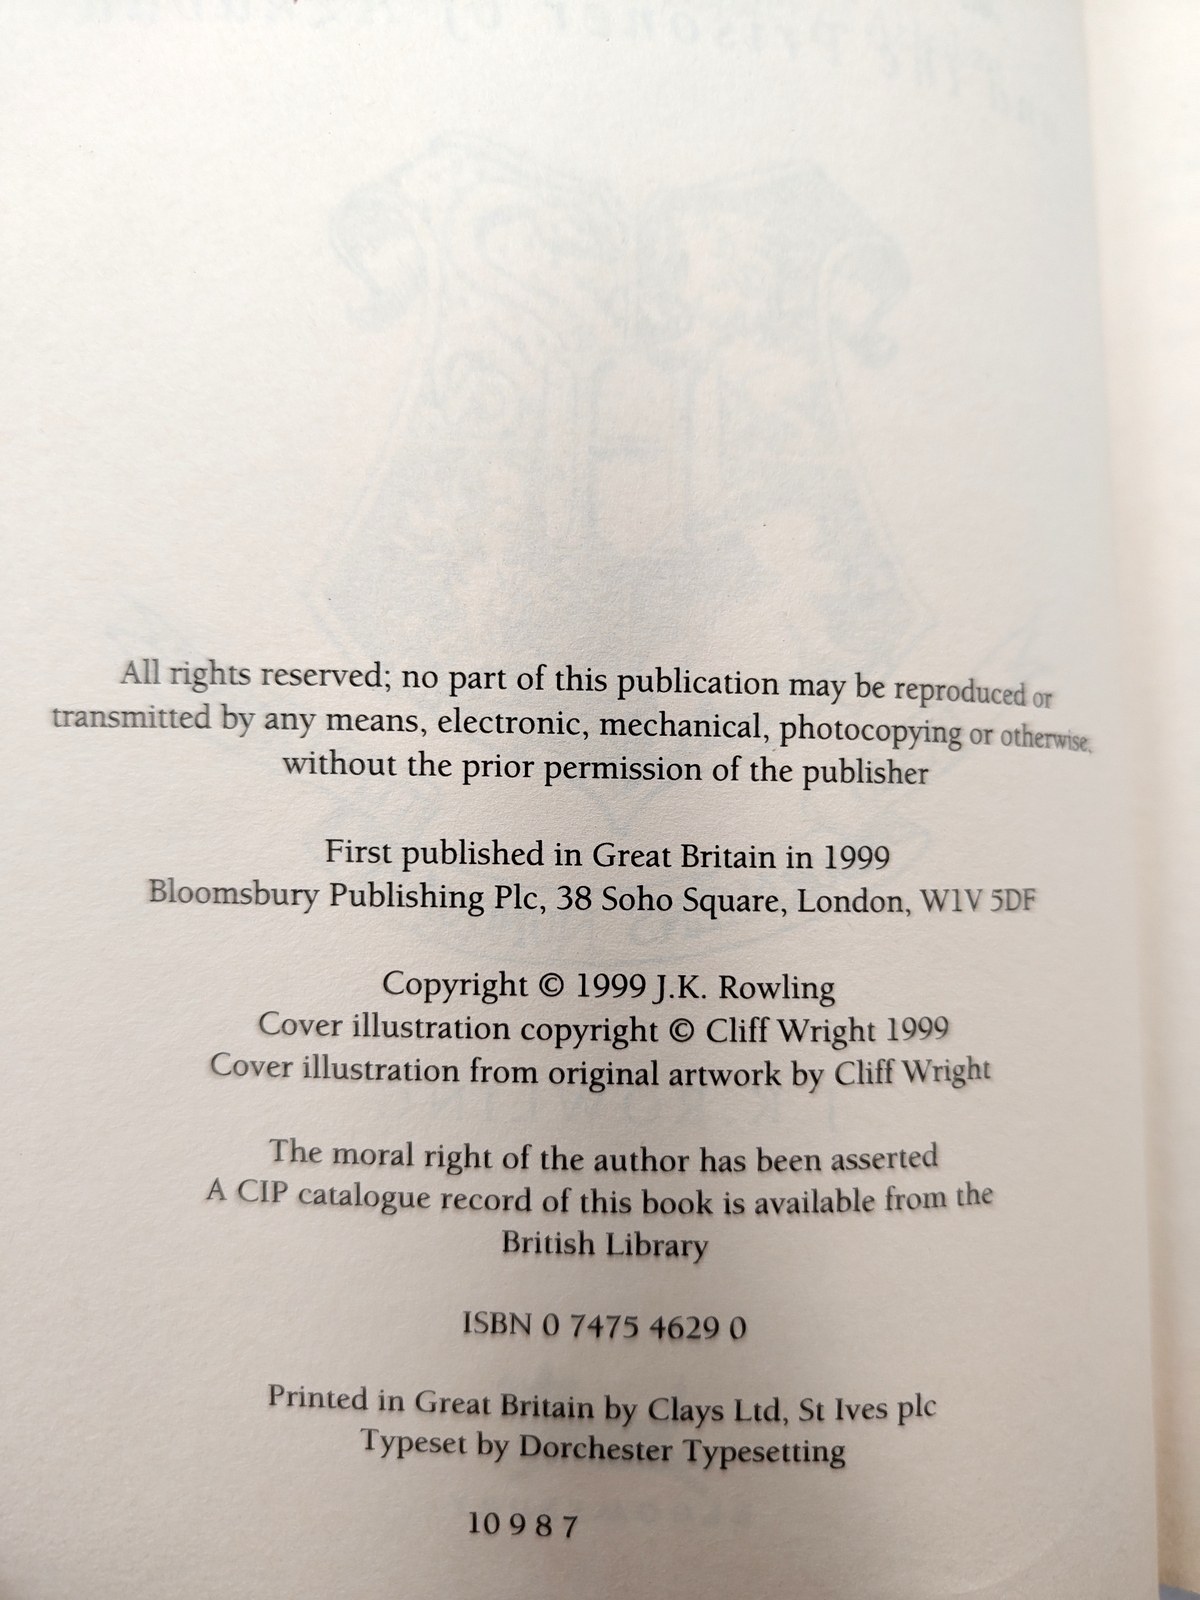 All rights reserved; no part of this publication may be reproduced or
transmitted by any means, electronic, mechanical, photocopying or otherwise,
without the prior permission of the publisher
First published in Great Britain in 1999
Bloomsbury Publishing Plc, 38 Soho Square, London, W1V 5DF
Copyright © 1999 J.K. Rowling
Cover illustration copyright © Cliff Wright 1999
Cover illustration from original artwork by Cliff Wright
The moral right of the author has been asserted
A CIP catalogue record of this book is available from the
British Library
ISBN 0 7475 4629 0
Printed in Great Britain by Clays Ltd, St Ives plc
Typeset by Dorchester Typesetting
10 9 8 7